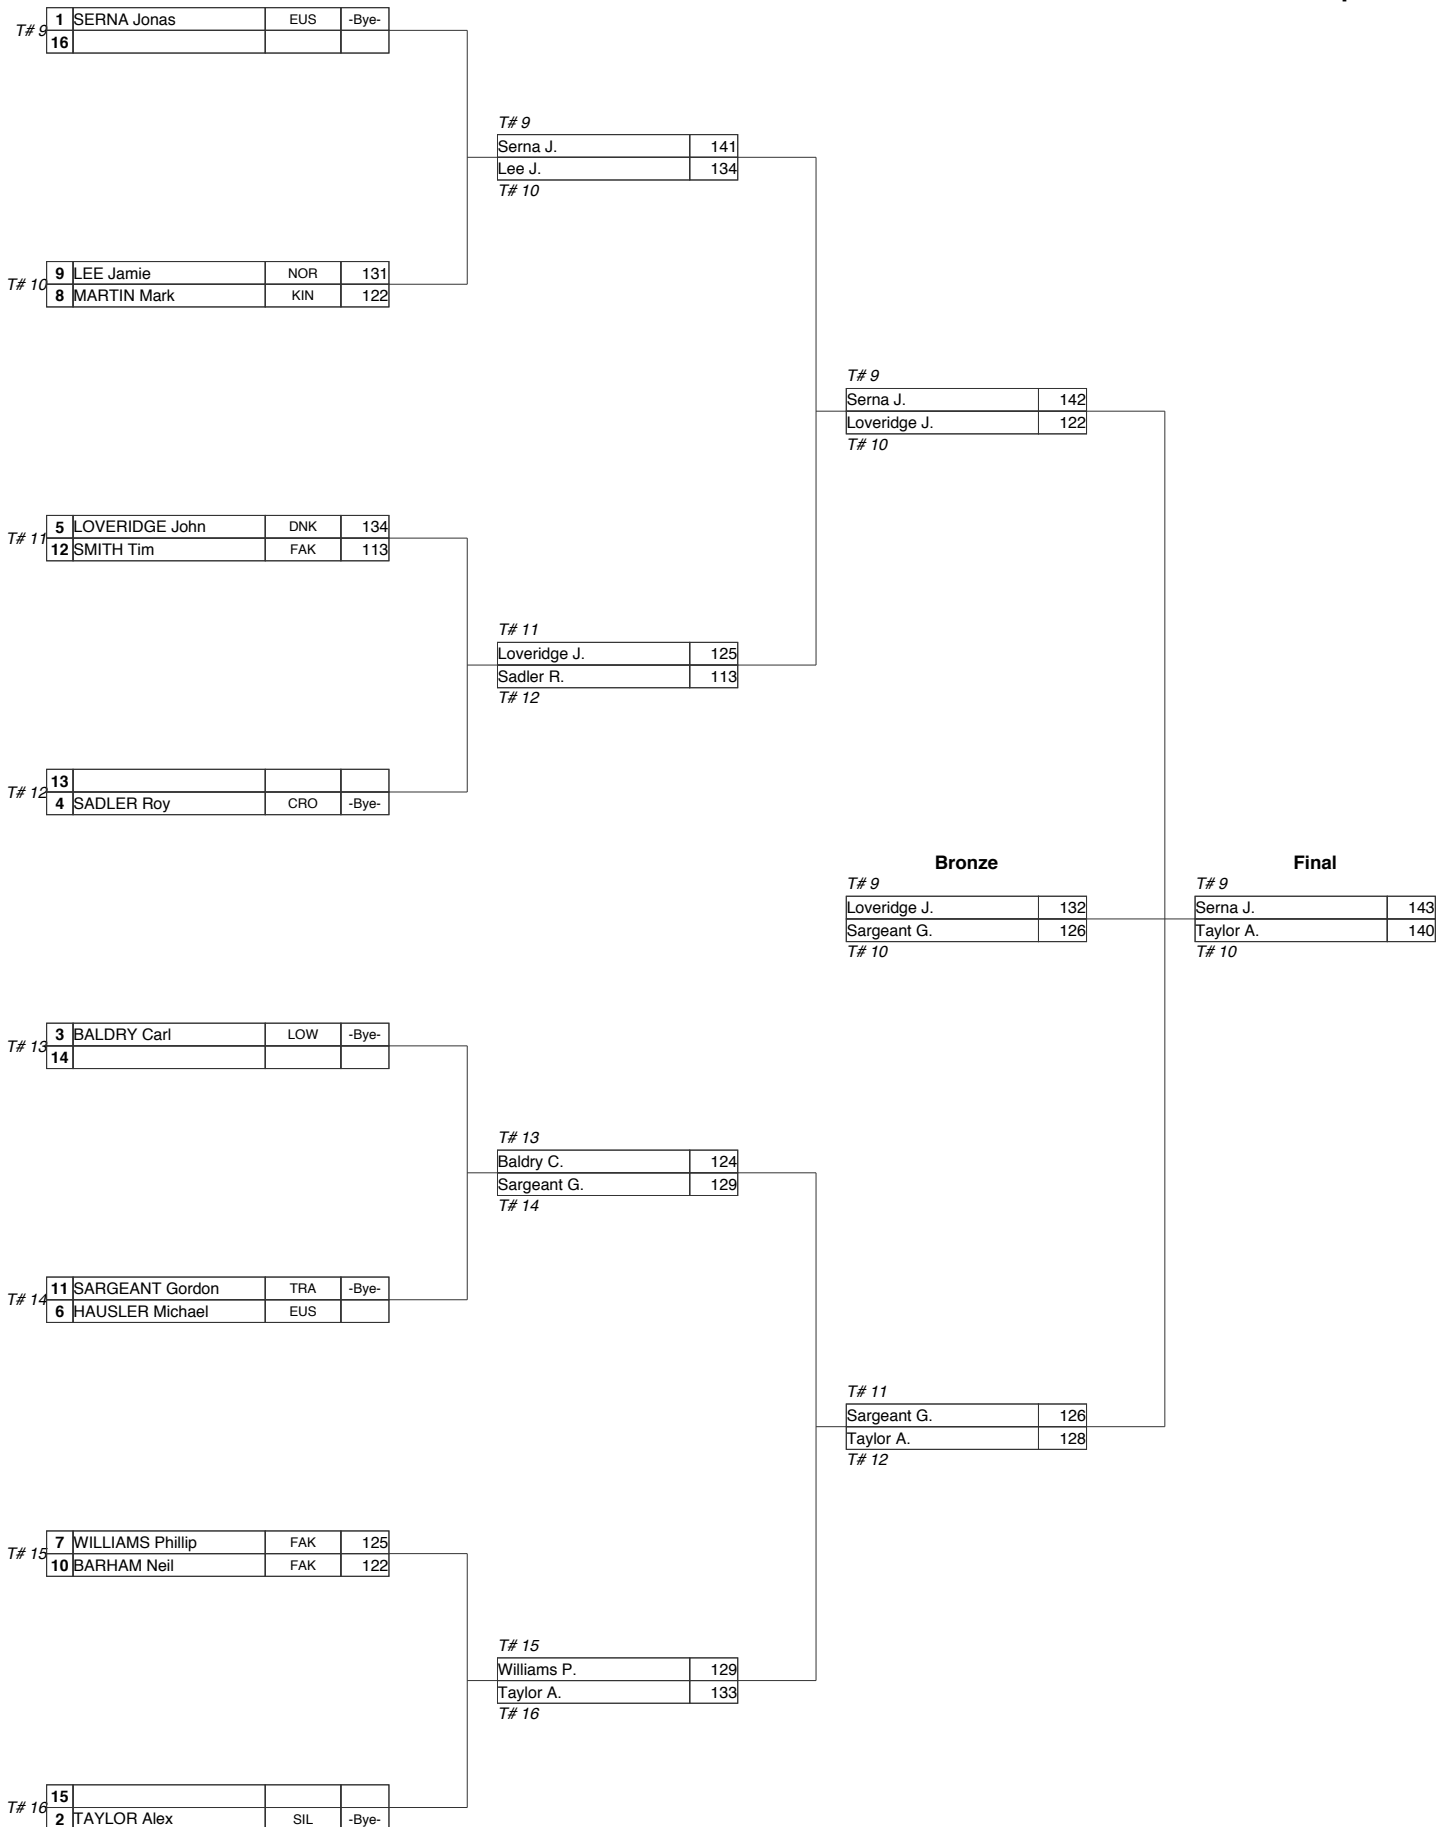 T# 9
1 SERNA Jonas EUS -Bye-
16
T# 9
Serna J. 141
Lee J. 134
T# 10
T# 10
9 LEE Jamie NOR 131
8 MARTIN Mark KIN 122
T# 9
Serna J. 142
Loveridge J. 122
T# 10
T# 11
5 LOVERIDGE John DNK 134
12 SMITH Tim FAK 113
T# 11
Loveridge J. 125
Sadler R. 113
T# 12
T# 12
13
4 SADLER Roy CRO -Bye-
Bronze
T# 9
Loveridge J. 132
Sargeant G. 126
T# 10
Final
T# 9
Serna J. 143
Taylor A. 140
T# 10
T# 13
3 BALDRY Carl LOW -Bye-
14
T# 13
Baldry C. 124
Sargeant G. 129
T# 14
T# 14
11 SARGEANT Gordon TRA -Bye-
6 HAUSLER Michael EUS
T# 11
Sargeant G. 126
Taylor A. 128
T# 12
T# 15
7 WILLIAMS Phillip FAK 125
10 BARHAM Neil FAK 122
T# 15
Williams P. 129
Taylor A. 133
T# 16
T# 16
15
2 TAYLOR Alex SIL -Bye-